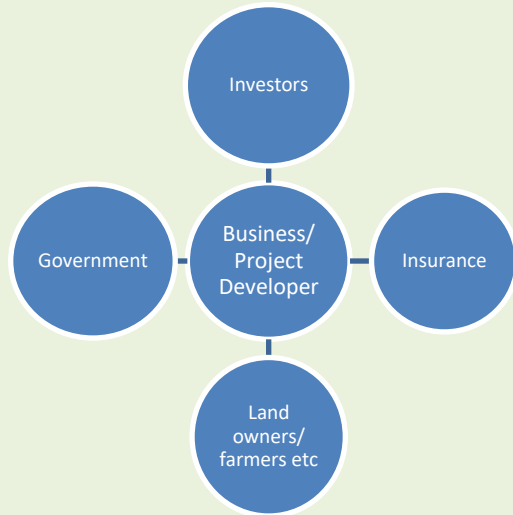 Investors
Government
Business/
Project
Developer
Insurance
Land
owners/
farmers etc